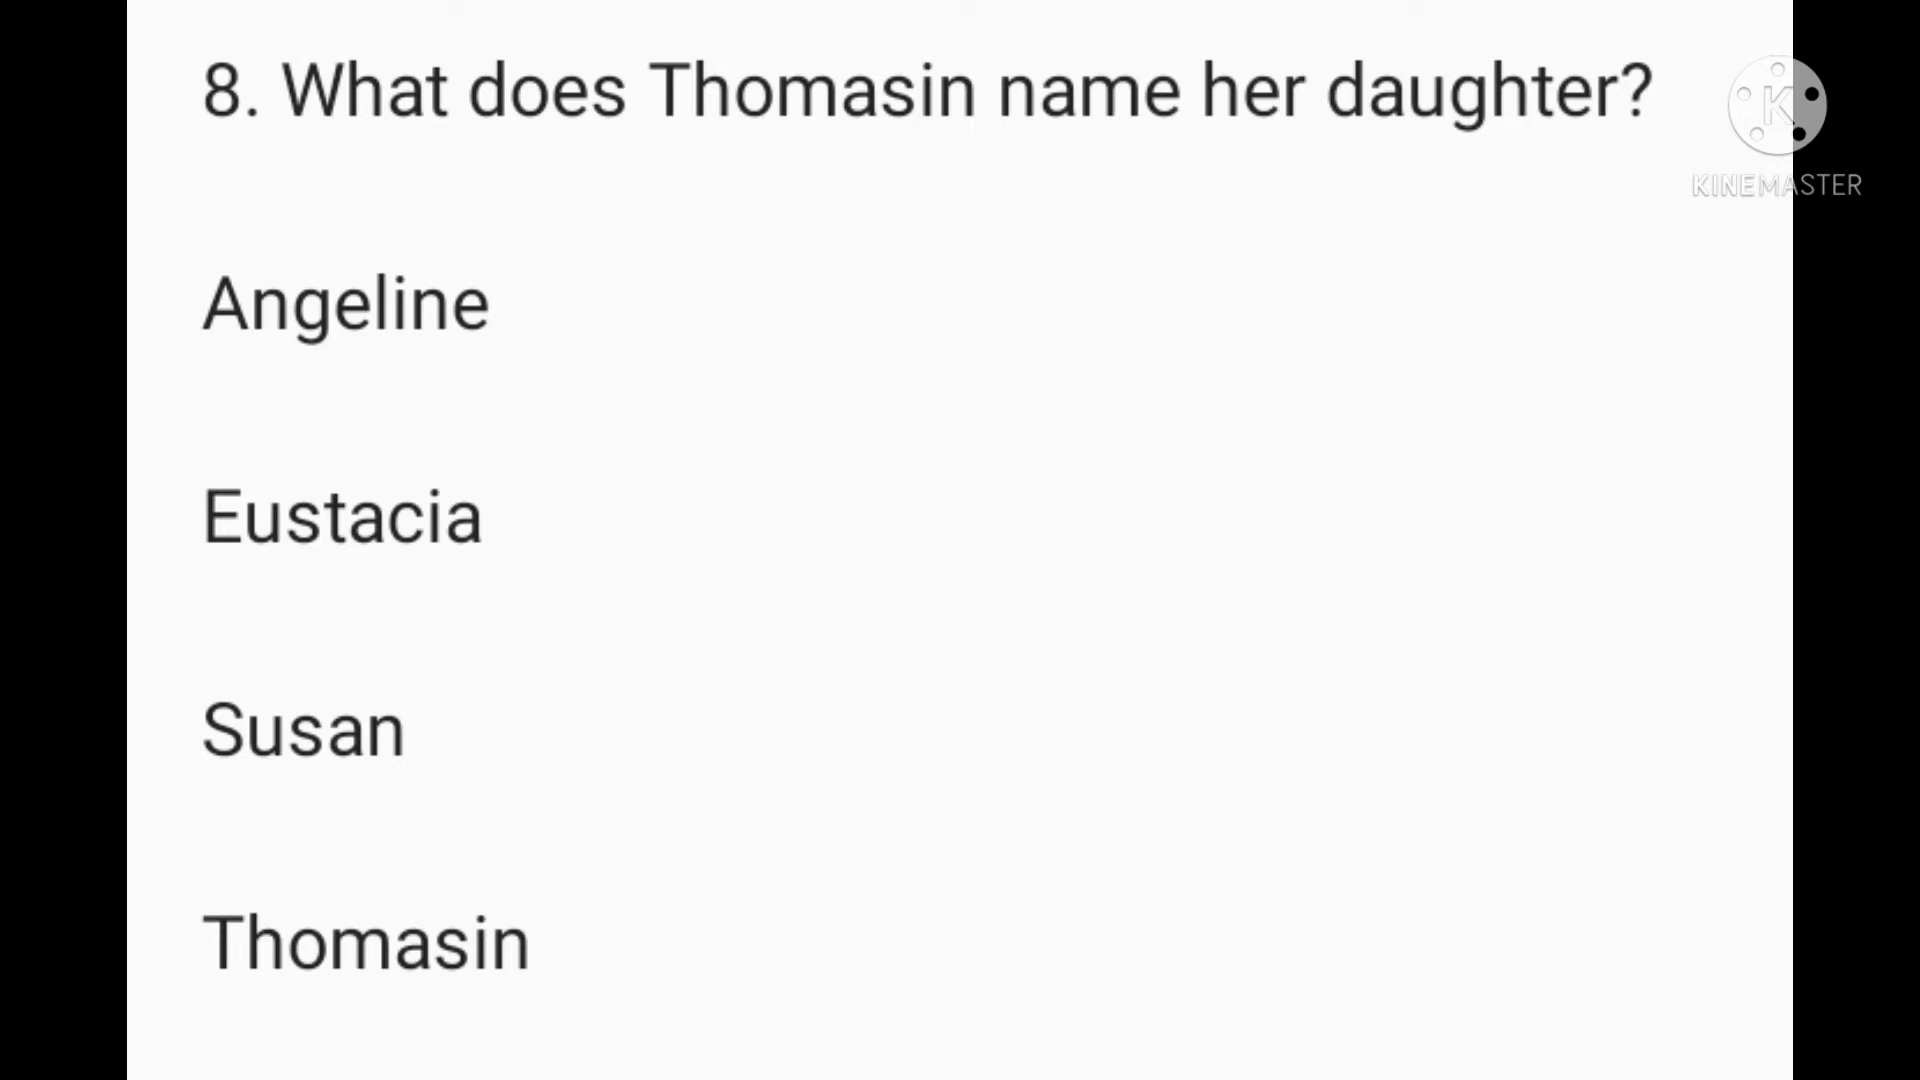 8. What does Thomasin name her daughter?
K
KINEMASTER
Angeline
Eustacia
Susan
Thomasin